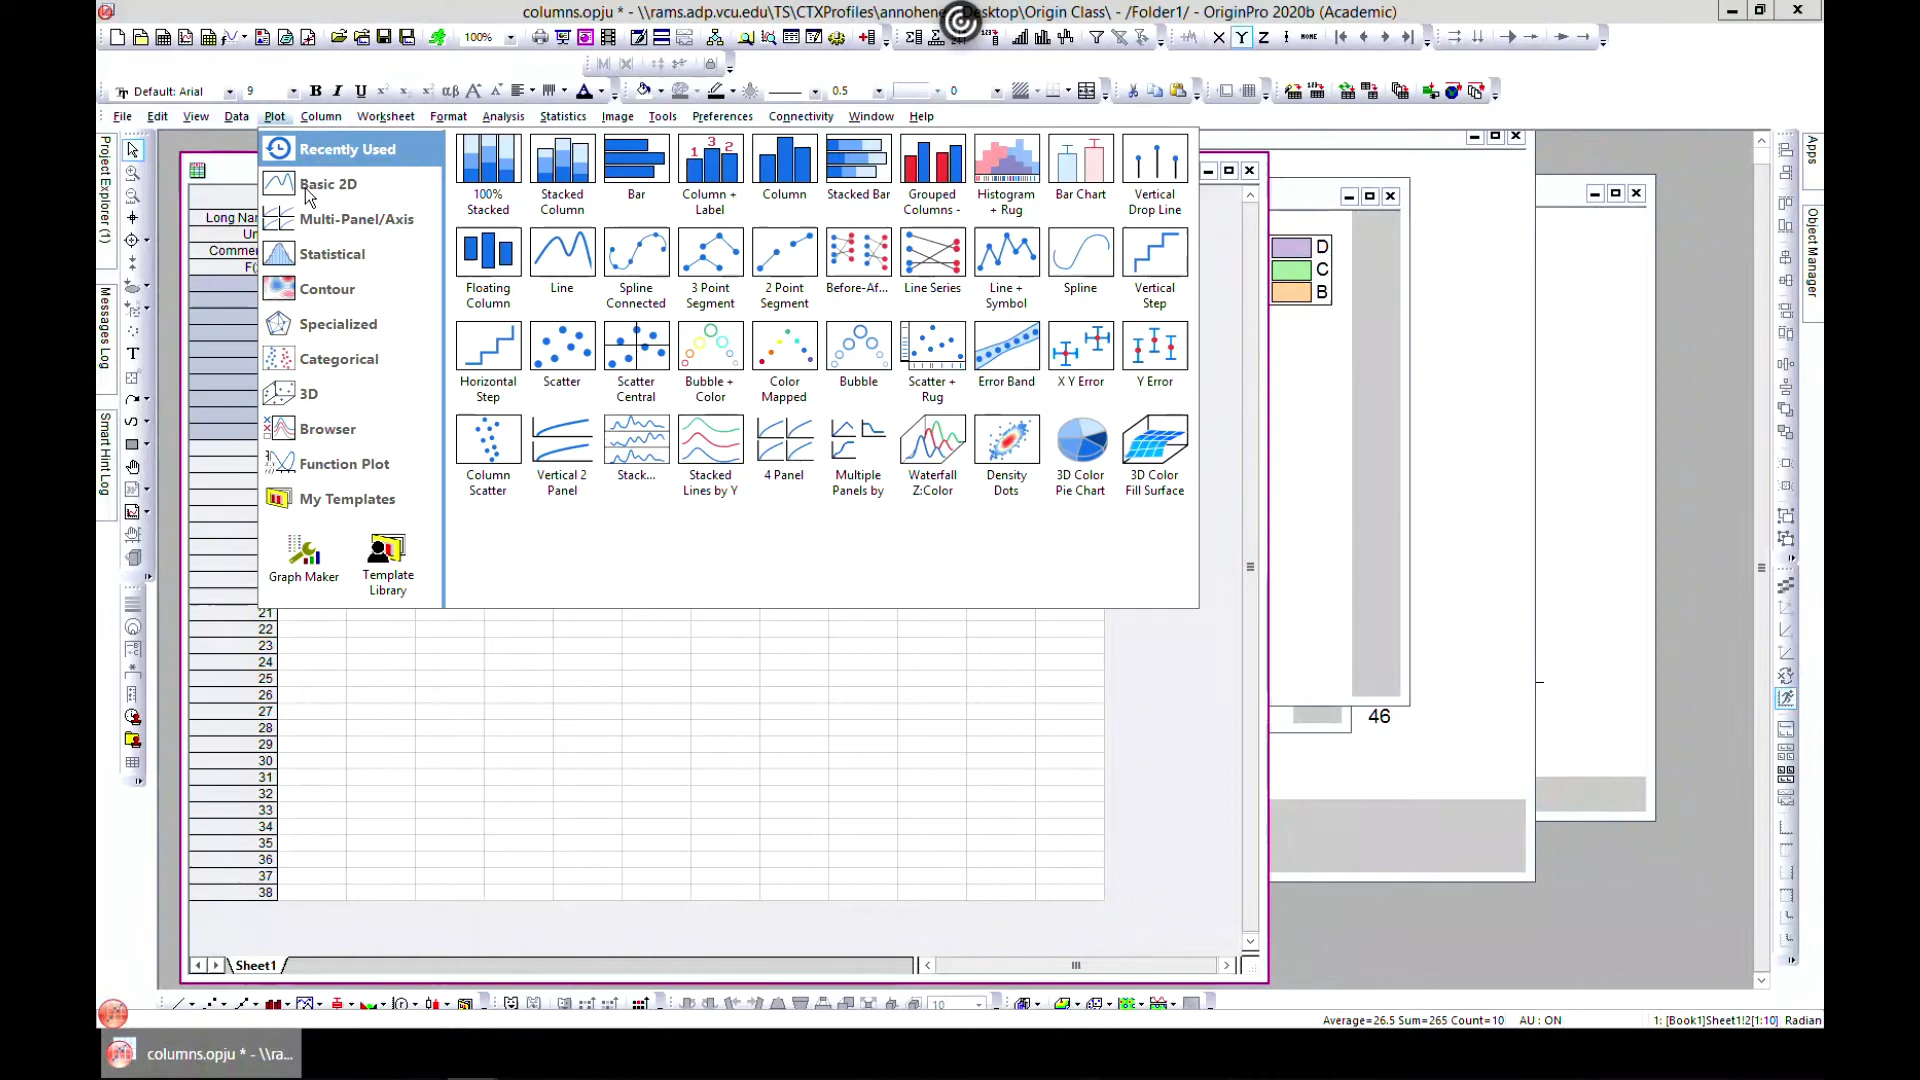 columns.opju * - \\rams.adp.vcu.edu\TS\CTXProfiles\annohene
Desktop\Origin Class\ - /Folder1/ - OriginPro 2020b (Academic)
100%
X Y Z
Default: Arial 9 B I U αβ A 0.5 0
File Edit View Data Plot Column Worksheet Format Analysis Statistics Image Tools Preferences Connectivity Window Help
Project Explorer (1)
Messages Log
Smart Hint Log
Apps
Object Manager
Recently Used
Basic 2D
Multi-Panel/Axis
Statistical
Contour
Specialized
Categorical
3D
Browser
Function Plot
My Templates
Graph Maker
Template Library
Long Nar
Un
Comme
F(
100% Stacked
Stacked Column
Bar
Column + Label
Column
Stacked Bar
Grouped Columns -
Histogram + Rug
Bar Chart
Vertical Drop Line
Floating Column
Line
Spline Connected
3 Point Segment
2 Point Segment
Before-Af...
Line Series
Line + Symbol
Spline
Vertical Step
Horizontal Step
Scatter
Scatter Central
Bubble + Color
Color Mapped
Bubble
Scatter + Rug
Error Band
X Y Error
Y Error
Column Scatter
Vertical 2 Panel
Stack...
Stacked Lines by Y
4 Panel
Multiple Panels by
Waterfall Z:Color
Density Dots
3D Color Pie Chart
3D Color Fill Surface
D
C
B
46
21
22
23
24
25
26
27
28
29
30
31
32
33
34
35
36
37
38
Sheet1
10
Average=26.5 Sum=265 Count=10 AU : ON 1: [Book1]Sheet1!2[1:10] Radian
columns.opju * - \\ra...